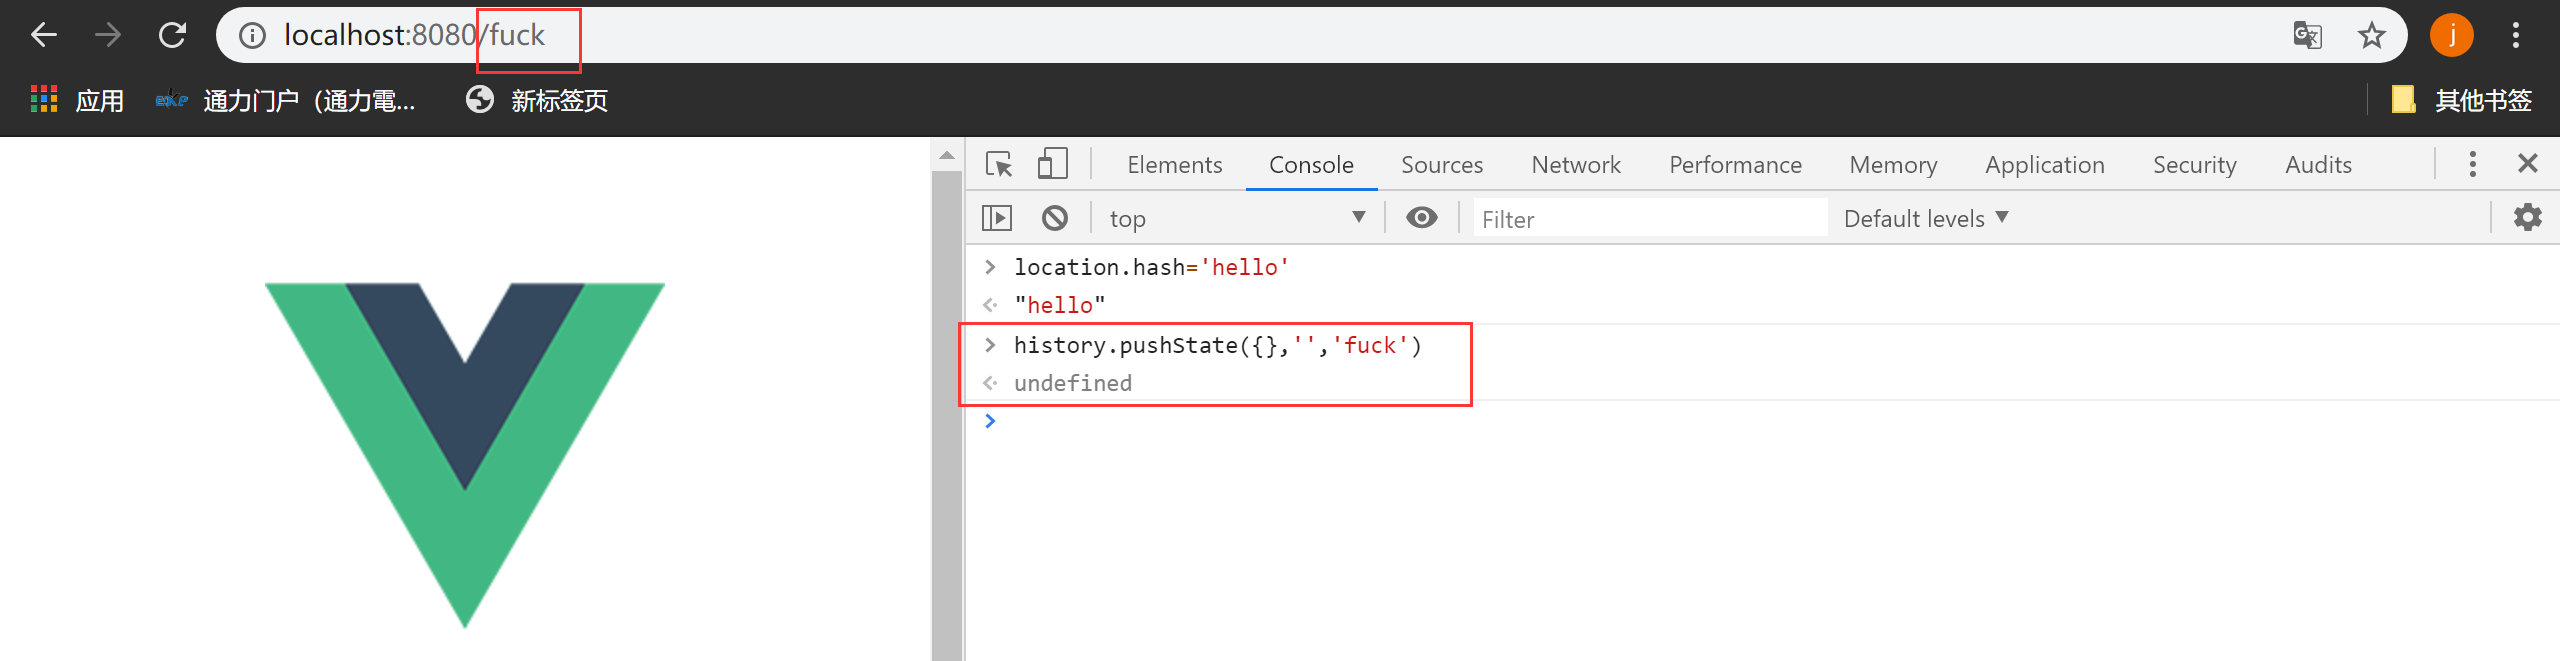 localhost:8080/fuck
j
应用
通力门户（通力電...
新标签页
其他书签
Elements Console Sources Network Performance Memory Application Security Audits
top
Filter
Default levels
> location.hash='hello'
"hello"
> history.pushState({},'','fuck')
undefined
>